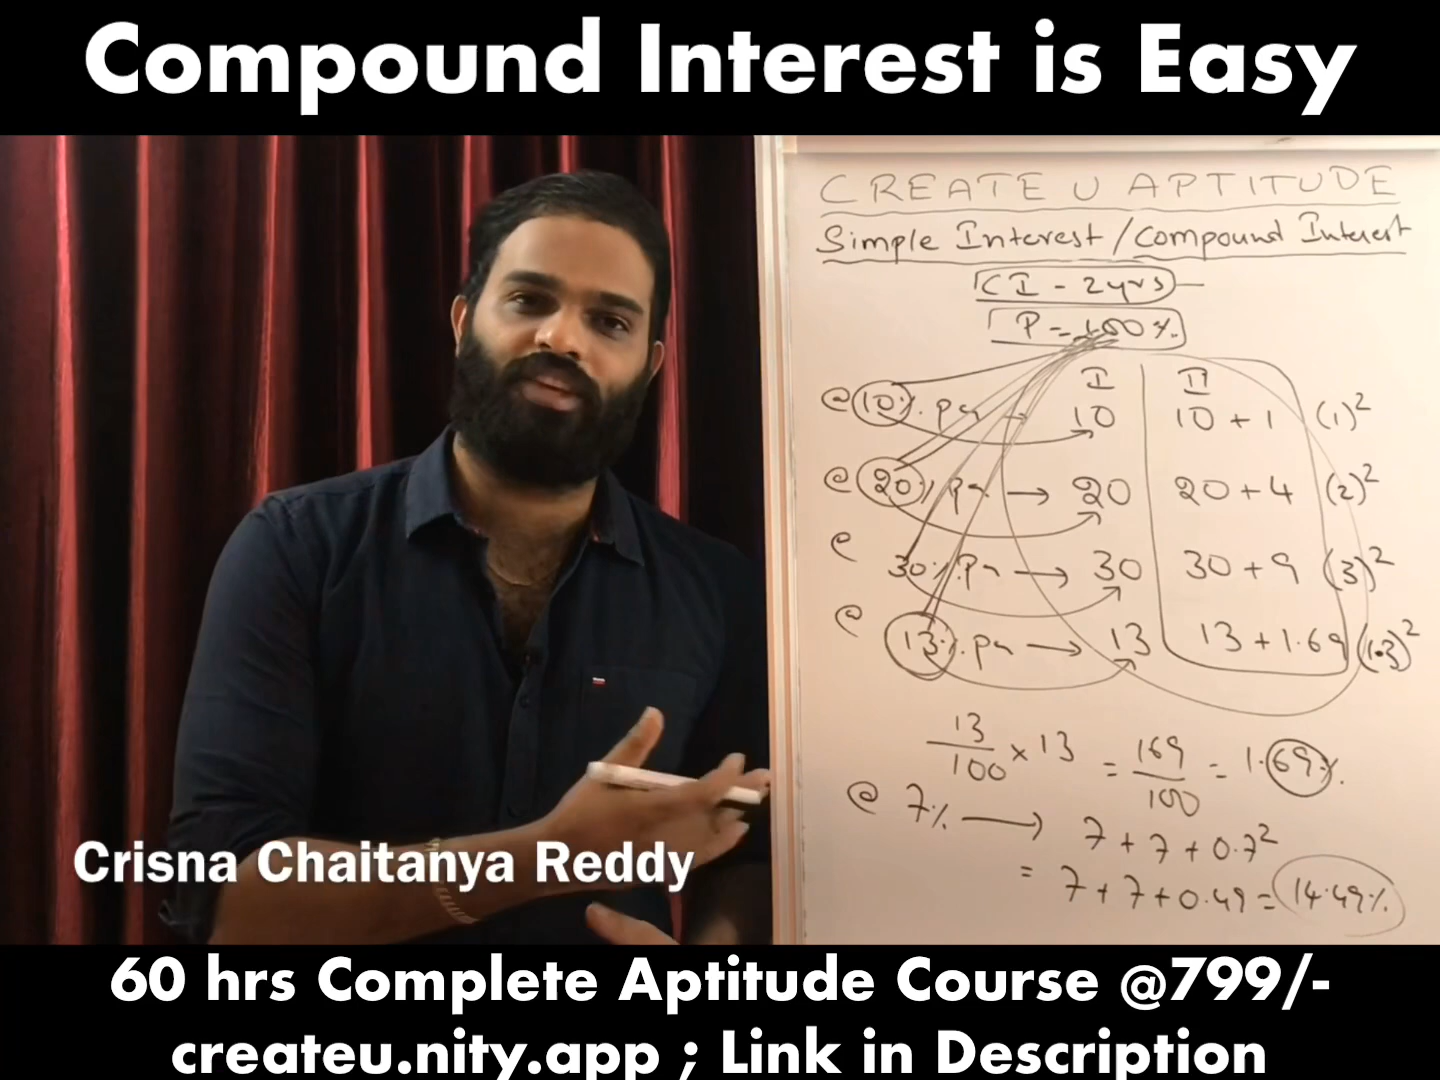 Compound Interest is Easy
CREATE U APTITUDE
Simple Interest / Compound Interest
CI - 2yrs
P = 100%
I II
@ 10% pa → 10 10 + 1 (1)²
@ 20% pa → 20 20 + 4 (2)²
@ 30% pa → 30 30 + 9 (3)²
@ 13% pa → 13 13 + 1.69 (1.3)²
13/100 × 13 = 169/100 = 1.69%
@ 7% → 7 + 7 + 0.7²
= 7 + 7 + 0.49 = 14.49%
Crisna Chaitanya Reddy
60 hrs Complete Aptitude Course @799/-
createu.nity.app ; Link in Description